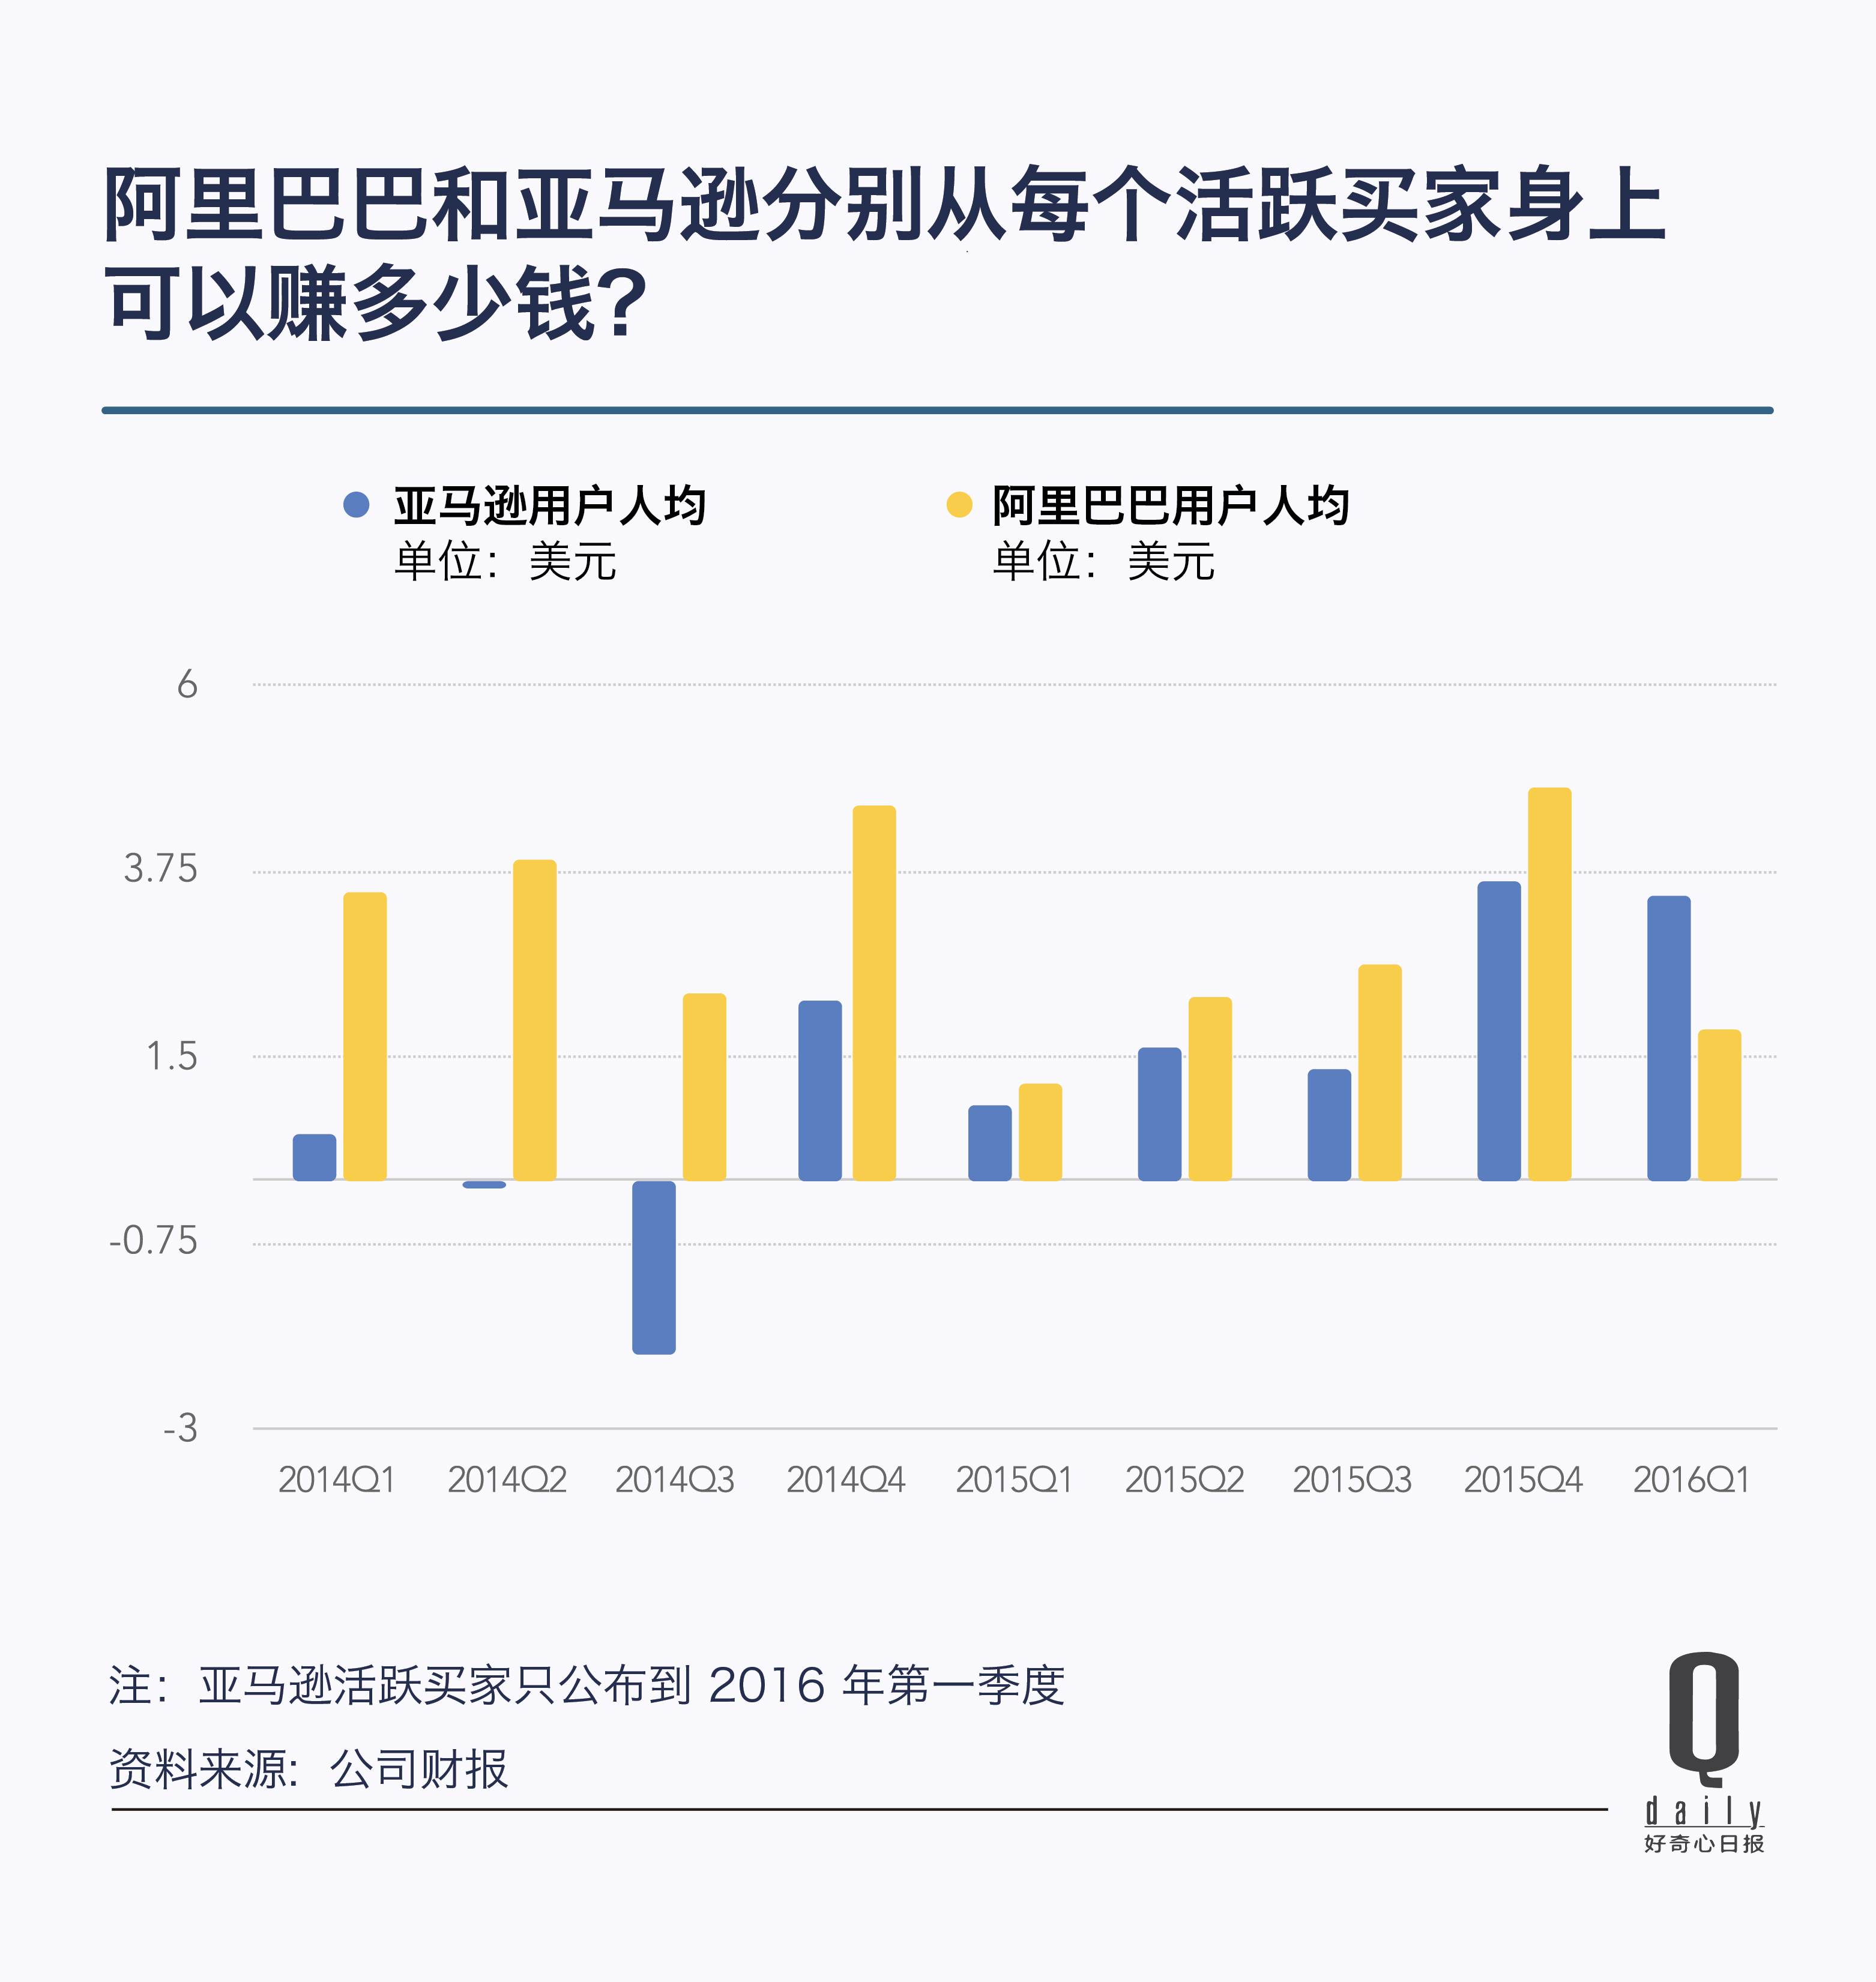 阿里巴巴和亚马逊分别从每个活跃买家身上
可以赚多少钱?
亚马逊用户人均
单位：美元
阿里巴巴用户人均
单位：美元
6
3.75
1.5
-0.75
-3
2014Q1 2014Q2 2014Q3 2014Q4 2015Q1 2015Q2 2015Q3 2015Q4 2016Q1
注：亚马逊活跃买家只公布到 2016 年第一季度
资料来源：公司财报
Q
daily
好奇心日报